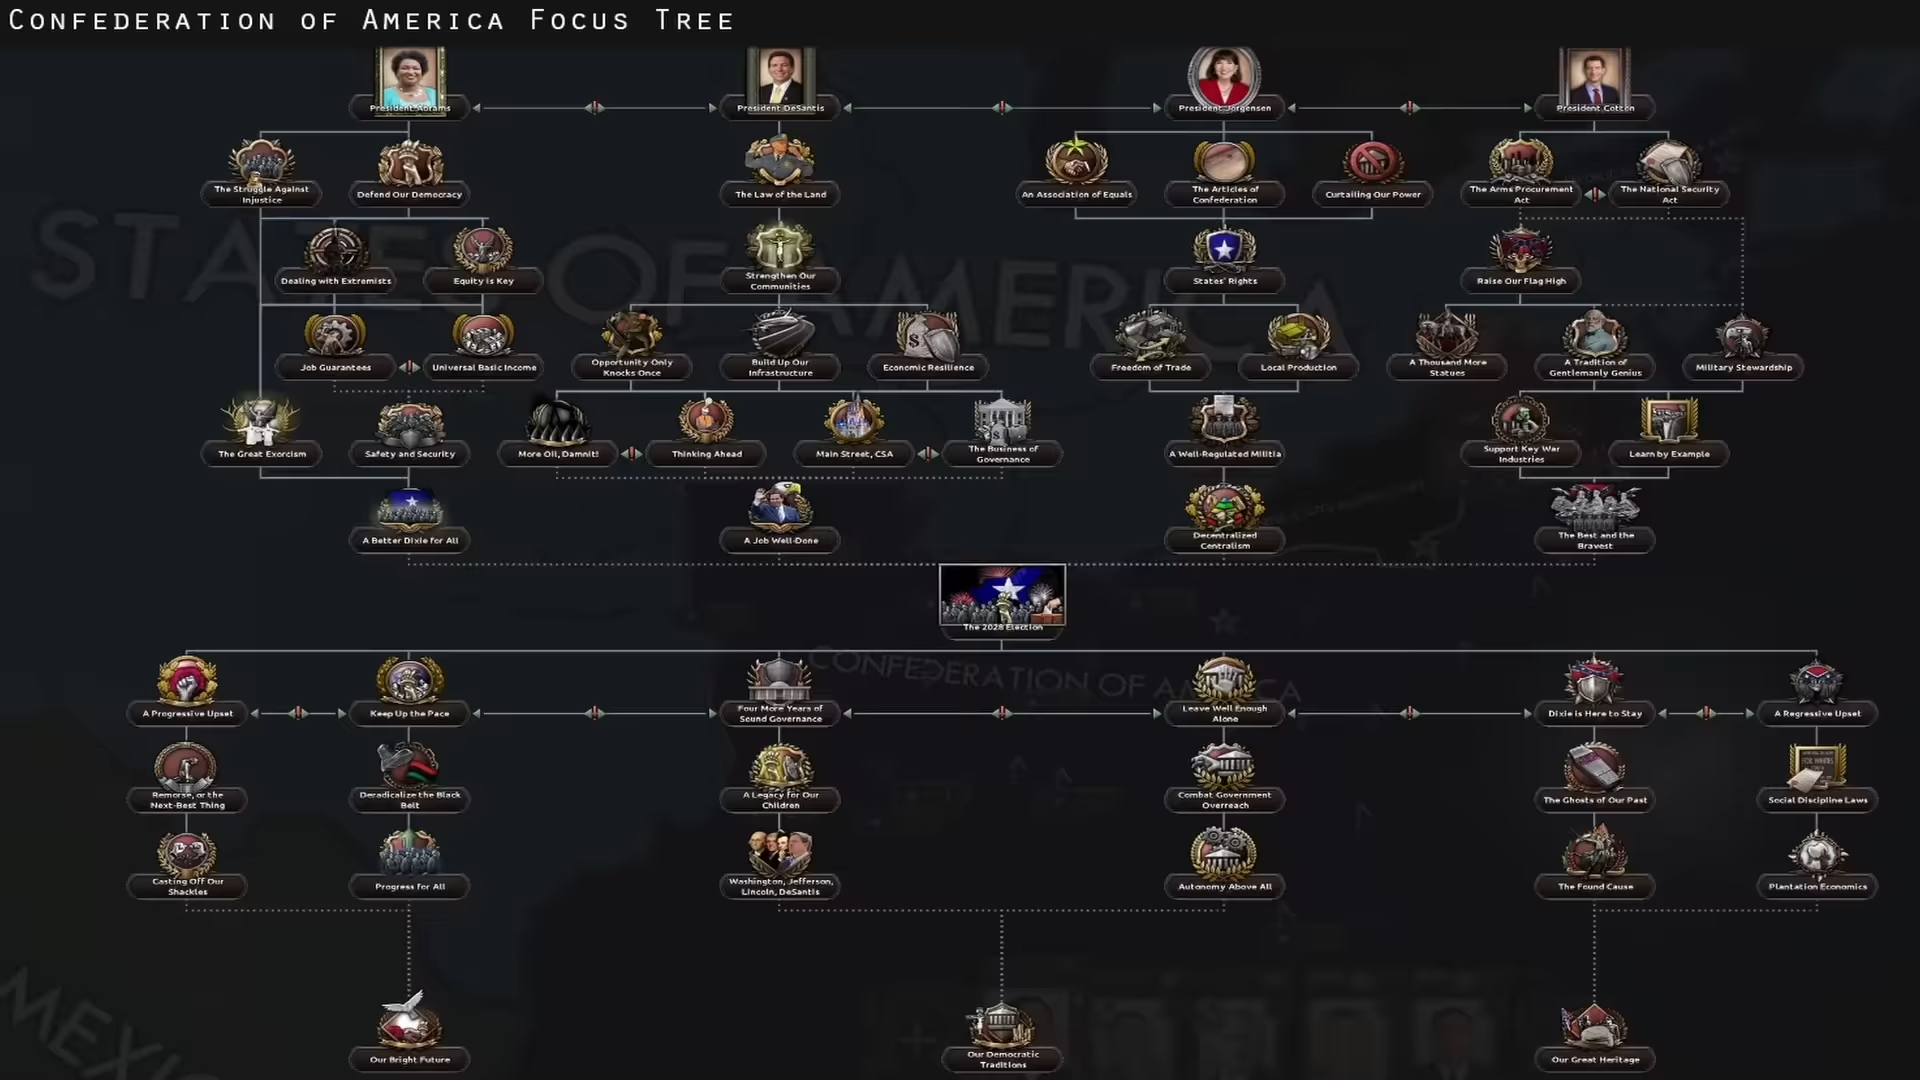 Confederation of America Focus Tree
President Abrams
President DeSantis
President Jorgensen
President Cotton
The Struggle Against
Injustice
Defend Our Democracy
The Law of the Land
An Association of Equals
The Articles of
Confederation
Curtailing Our Power
The Arms Procurement
Act
The National Security
Act
STATES OF AMERICA
Dealing with Extremists
Equity is Key
Strengthen Our
Communities
States' Rights
Raise Our Flag High
Job Guarantees
Universal Basic Income
Opportunity Only
Knocks Once
Build Up Our
Infrastructure
Economic Resilience
Freedom of Trade
Local Production
A Thousand More
Statues
A Tradition of
Gentlemanly Genius
Military Stewardship
The Great Exorcism
Safety and Security
More Oil, Damnit!
Thinking Ahead
Main Street, CSA
The Business of
Governance
A Well-Regulated Militia
Support Key War
Industries
Learn by Example
A Better Dixie for All
A Job Well-Done
Decentralized
Centralism
The Best and the
Bravest
The 2028 Election
CONFEDERATION OF AMERICA
A Progressive Upset
Keep Up the Pace
Four More Years of
Sound Governance
Leave Well Enough
Alone
Dixie is Here to Stay
A Regressive Upset
Remorse, or the
Next-Best Thing
Deradicalize the Black
Belt
A Legacy for Our
Children
Combat Government
Overreach
The Ghosts of Our Past
Social Discipline Laws
Casting Off Our
Shackles
Progress for All
Washington, Jefferson,
Lincoln, DeSantis
Autonomy Above All
The Found Cause
Plantation Economics
MEXIC
Our Bright Future
Our Democratic
Traditions
Our Great Heritage